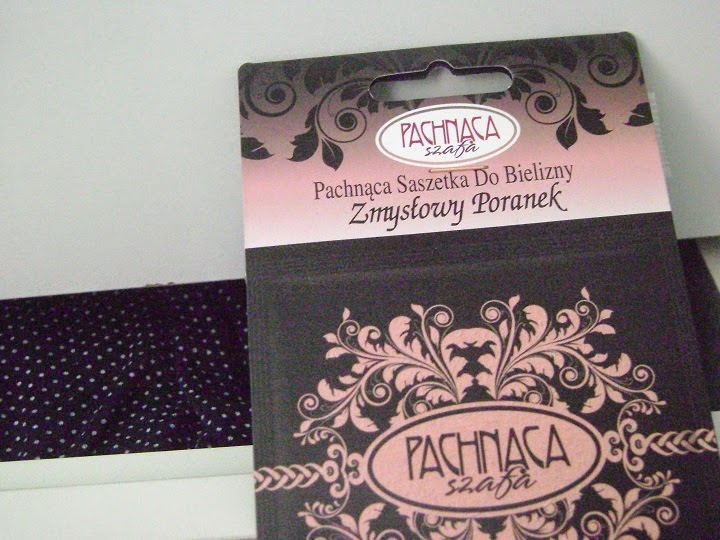 PACHNĄCA
szafa
Pachnąca Saszetka Do Bielizny
Zmysłowy Poranek
PACHNĄCA
szafa